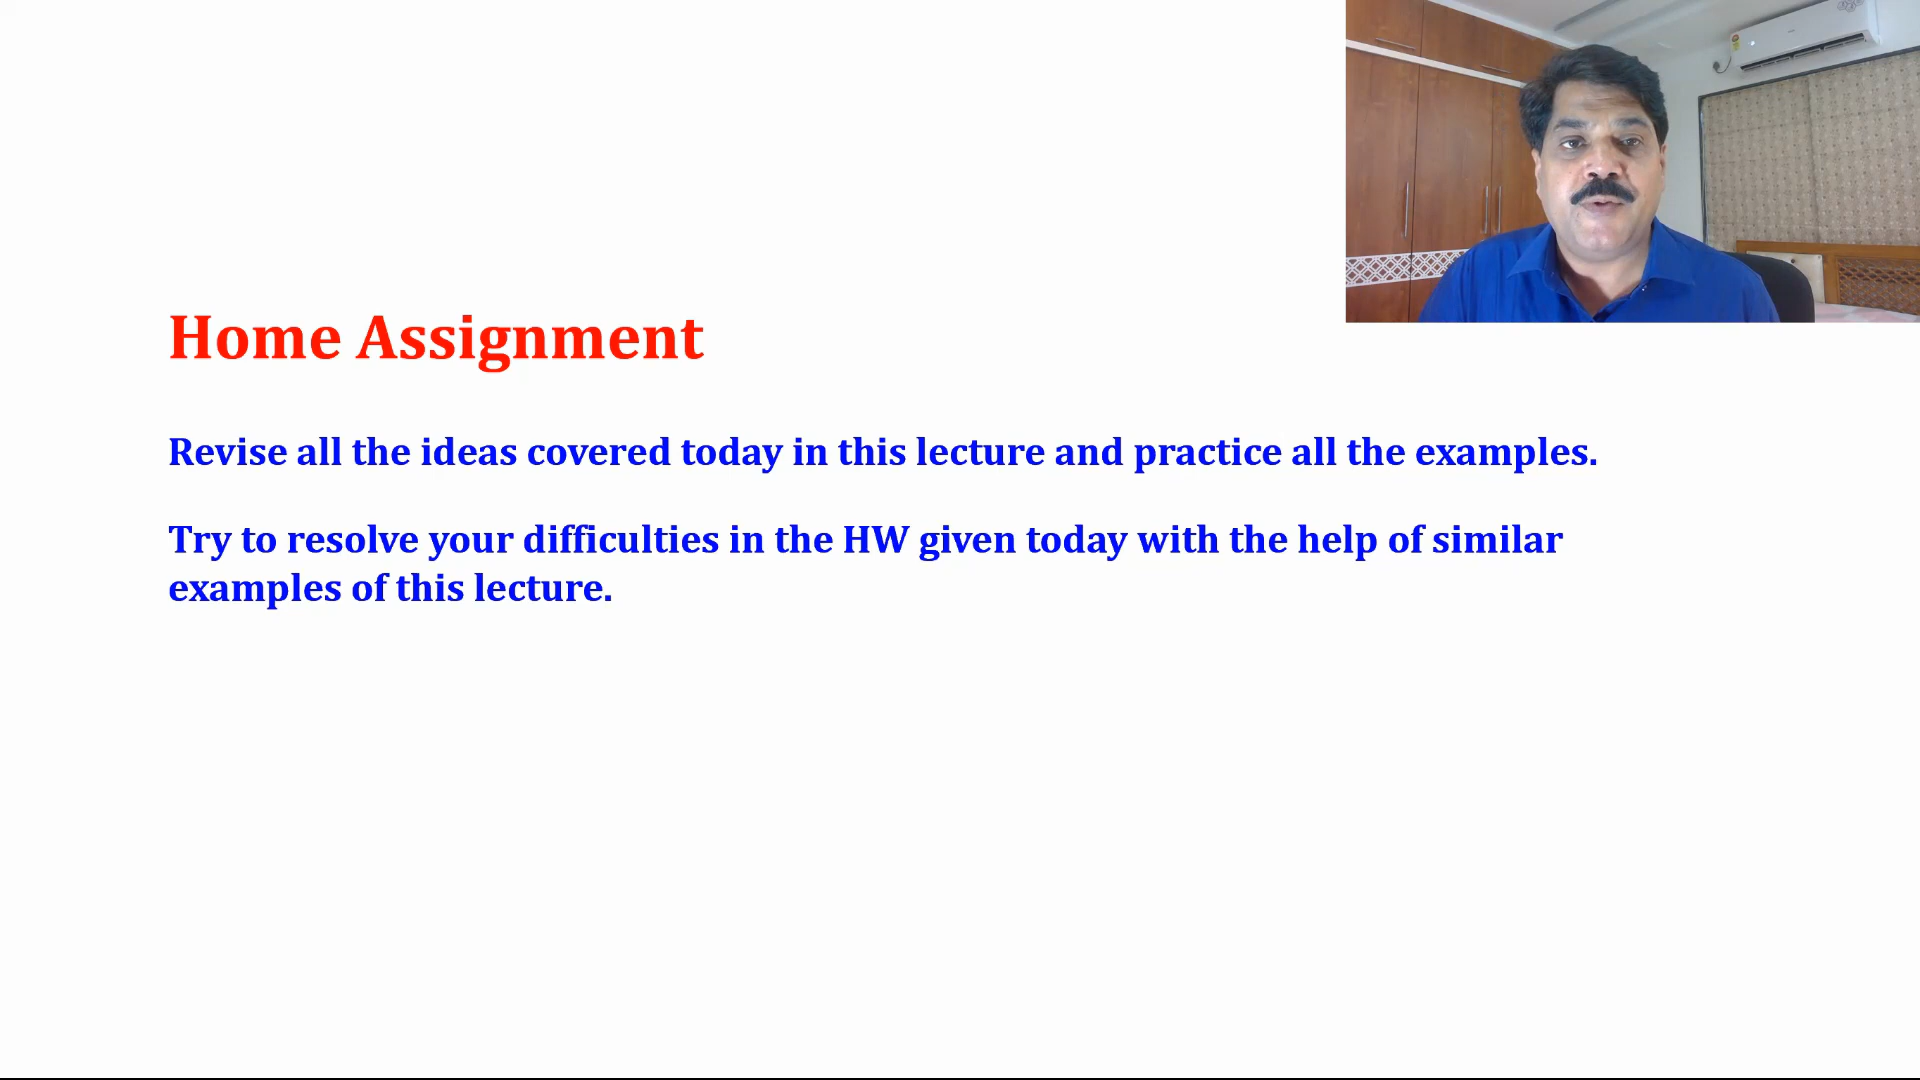 Home Assignment
Revise all the ideas covered today in this lecture and practice all the examples.
Try to resolve your difficulties in the HW given today with the help of similar
examples of this lecture.